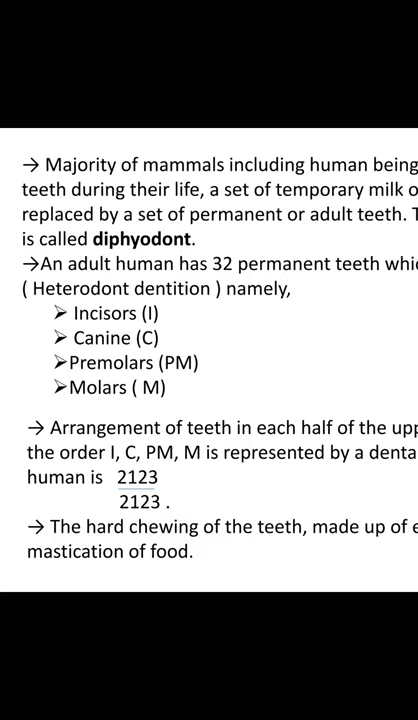 → Majority of mammals including human being
teeth during their life, a set of temporary milk
replaced by a set of permanent or adult teeth.
is called diphyodont.
→An adult human has 32 permanent teeth
( Heterodont dentition ) namely,
➢ Incisors (I)
➢ Canine (C)
➢Premolars (PM)
➢Molars ( M)
→ Arrangement of teeth in each half of the
the order I, C, PM, M is represented by a
human is 2123
2123 .
→ The hard chewing of the teeth, made up of
mastication of food.